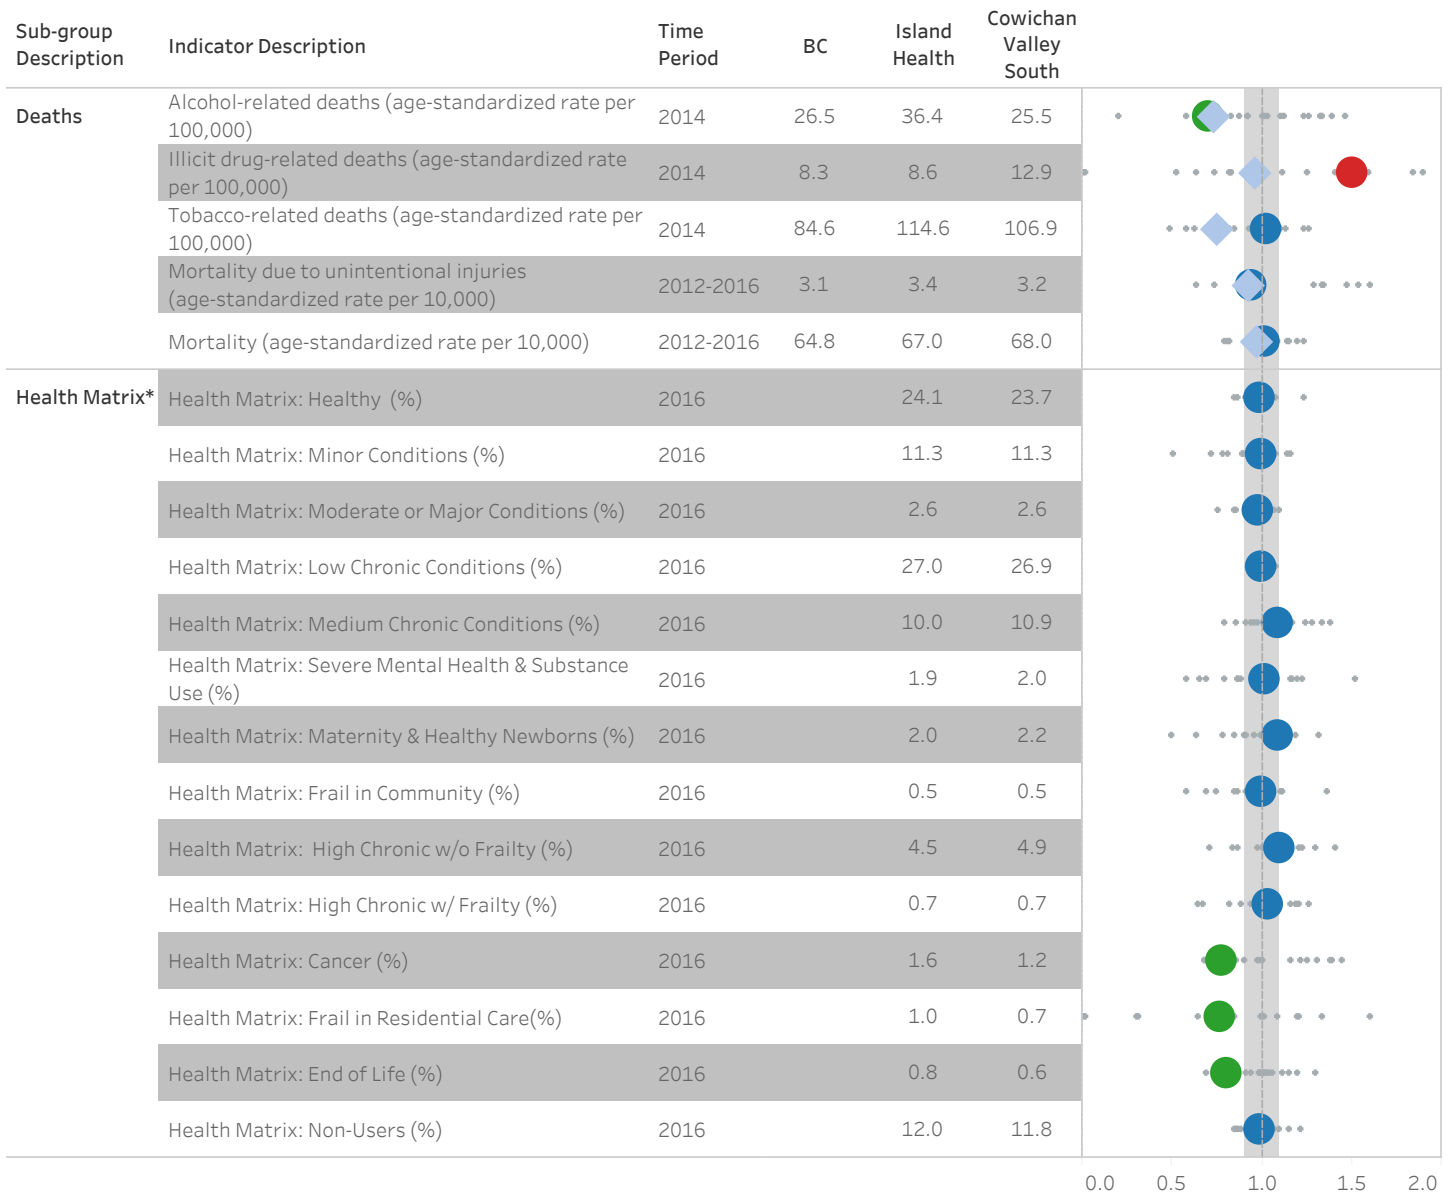 Sub-group Description
Indicator Description
Time Period
BC
Island Health
Cowichan Valley South
Deaths
Alcohol-related deaths (age-standardized rate per
100,000)
2014 26.5 36.4 25.5
Illicit drug-related deaths (age-standardized rate
per 100,000)
2014 8.3 8.6 12.9
Tobacco-related deaths (age-standardized rate per
100,000)
2014 84.6 114.6 106.9
Mortality due to unintentional injuries
(age-standardized rate per 10,000)
2012-2016 3.1 3.4 3.2
Mortality (age-standardized rate per 10,000) 2012-2016 64.8 67.0 68.0
Health Matrix* Health Matrix: Healthy (%) 2016 24.1 23.7
Health Matrix: Minor Conditions (%) 2016 11.3 11.3
Health Matrix: Moderate or Major Conditions (%) 2016 2.6 2.6
Health Matrix: Low Chronic Conditions (%) 2016 27.0 26.9
Health Matrix: Medium Chronic Conditions (%) 2016 10.0 10.9
Health Matrix: Severe Mental Health & Substance
Use (%)
2016 1.9 2.0
Health Matrix: Maternity & Healthy Newborns (%) 2016 2.0 2.2
Health Matrix: Frail in Community (%) 2016 0.5 0.5
Health Matrix: High Chronic w/o Frailty (%) 2016 4.5 4.9
Health Matrix: High Chronic w/ Frailty (%) 2016 0.7 0.7
Health Matrix: Cancer (%) 2016 1.6 1.2
Health Matrix: Frail in Residential Care(%) 2016 1.0 0.7
Health Matrix: End of Life (%) 2016 0.8 0.6
Health Matrix: Non-Users (%) 2016 12.0 11.8
0.0 0.5 1.0 1.5 2.0